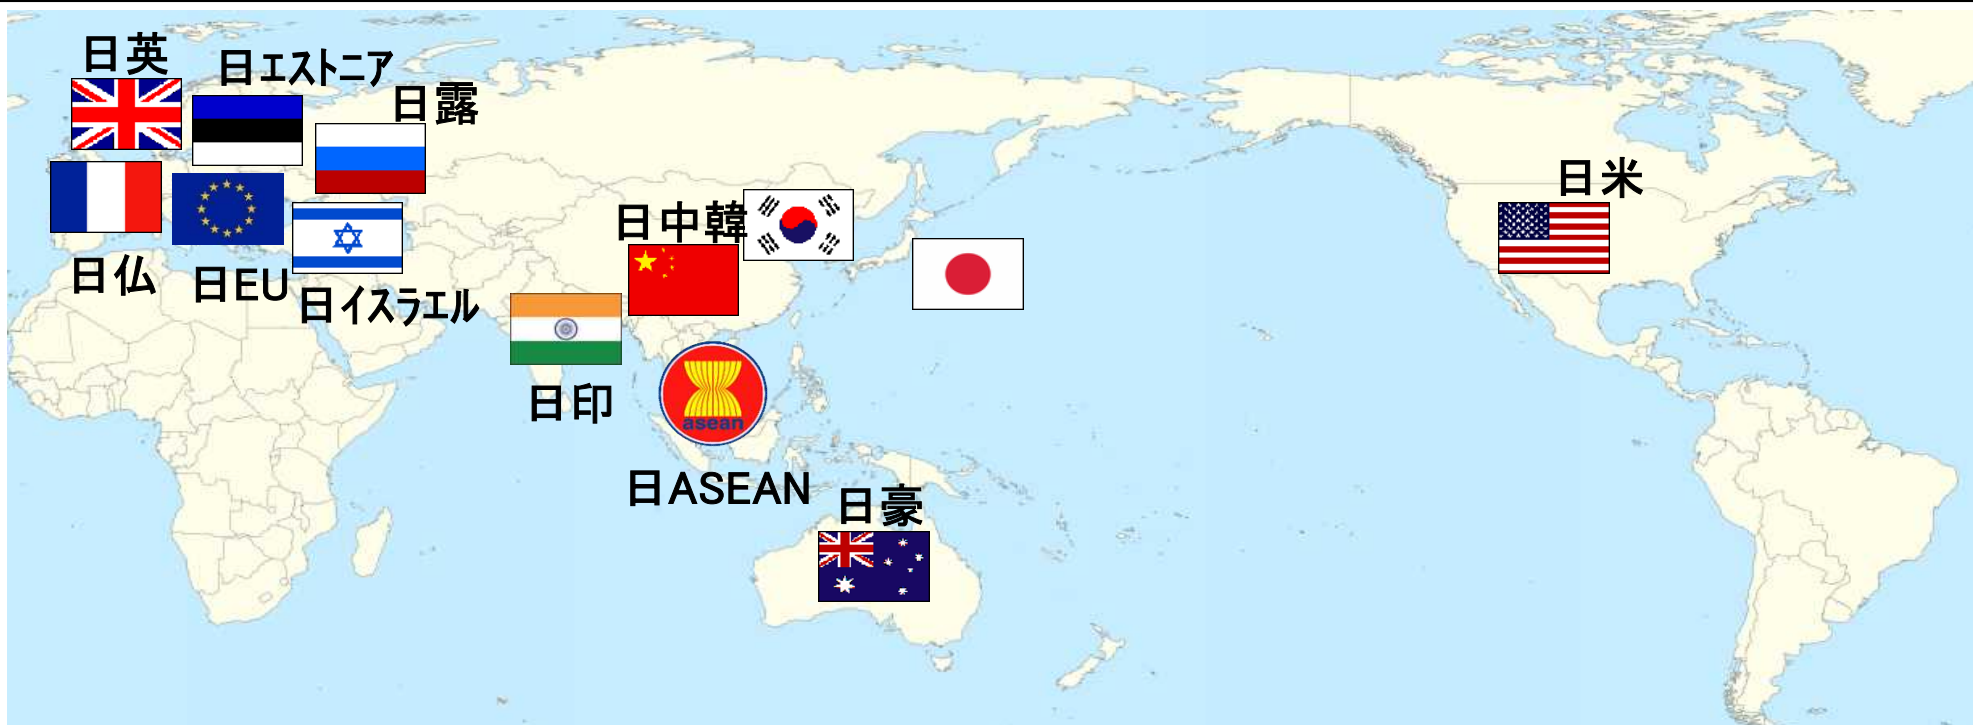 日英
日エストニア
日露
日仏
日EU
日イスラエル
日中韓
日印
asean
日ASEAN
日豪
日米